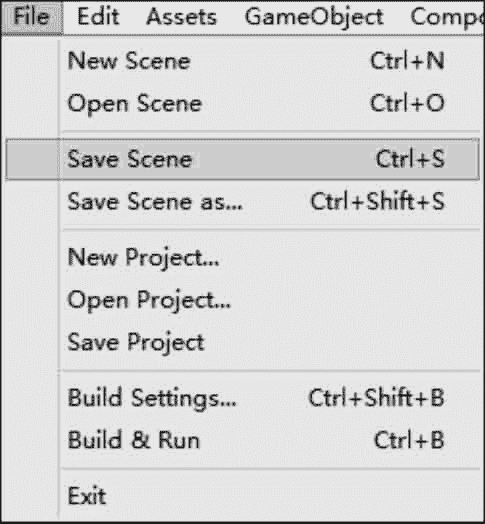 File Edit Assets GameObject Compo
New Scene Ctrl+N
Open Scene Ctrl+O
Save Scene Ctrl+S
Save Scene as... Ctrl+Shift+S
New Project...
Open Project...
Save Project
Build Settings... Ctrl+Shift+B
Build & Run Ctrl+B
Exit